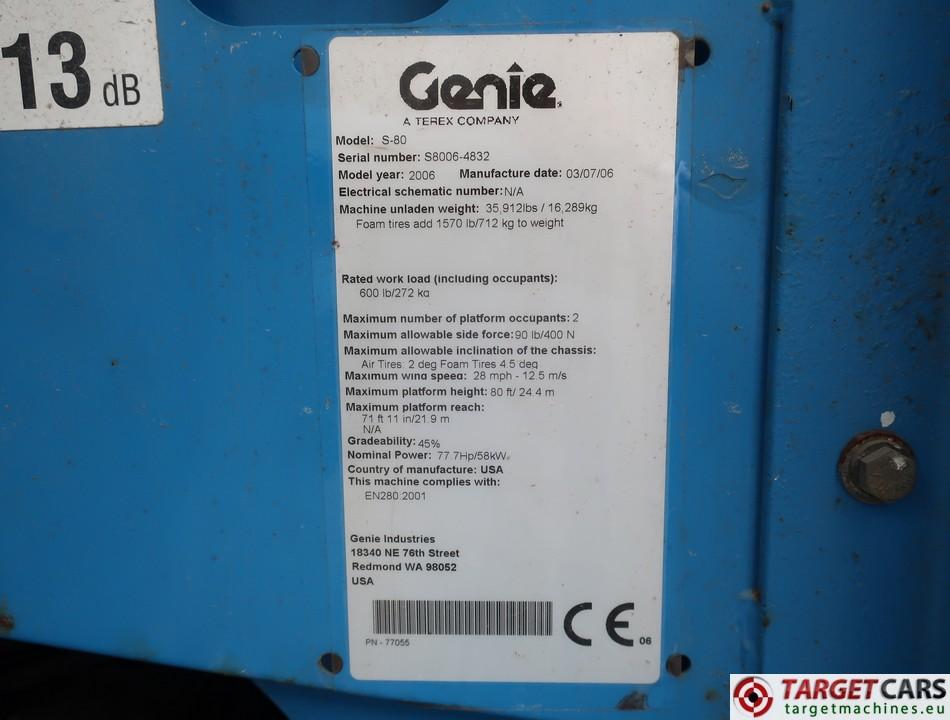 13 dB
Genie
A TEREX COMPANY
Model: S-80
Serial number: S8006-4832
Model year: 2006 Manufacture date: 03/07/06
Electrical schematic number: N/A
Machine unladen weight: 35,912lbs / 16,289kg
Foam tires add 1570 lb/712 kg to weight
Rated work load (including occupants):
600 lb/272 kg
Maximum number of platform occupants: 2
Maximum allowable side force: 90 lb/400 N
Maximum allowable inclination of the chassis:
Air Tires: 2 deg Foam Tires 4.5 deg
Maximum wind speed: 28 mph - 12.5 m/s
Maximum platform height: 80 ft/ 24.4 m
Maximum platform reach:
71 ft 11 in/21.9 m
N/A
Gradeability: 45%
Nominal Power: 77.7Hp/58kW
Country of manufacture: USA
This machine complies with:
EN280:2001
Genie Industries
18340 NE 76th Street
Redmond WA 98052
USA
CE 06
PN - 77055
TARGETCARS
targetmachines.eu